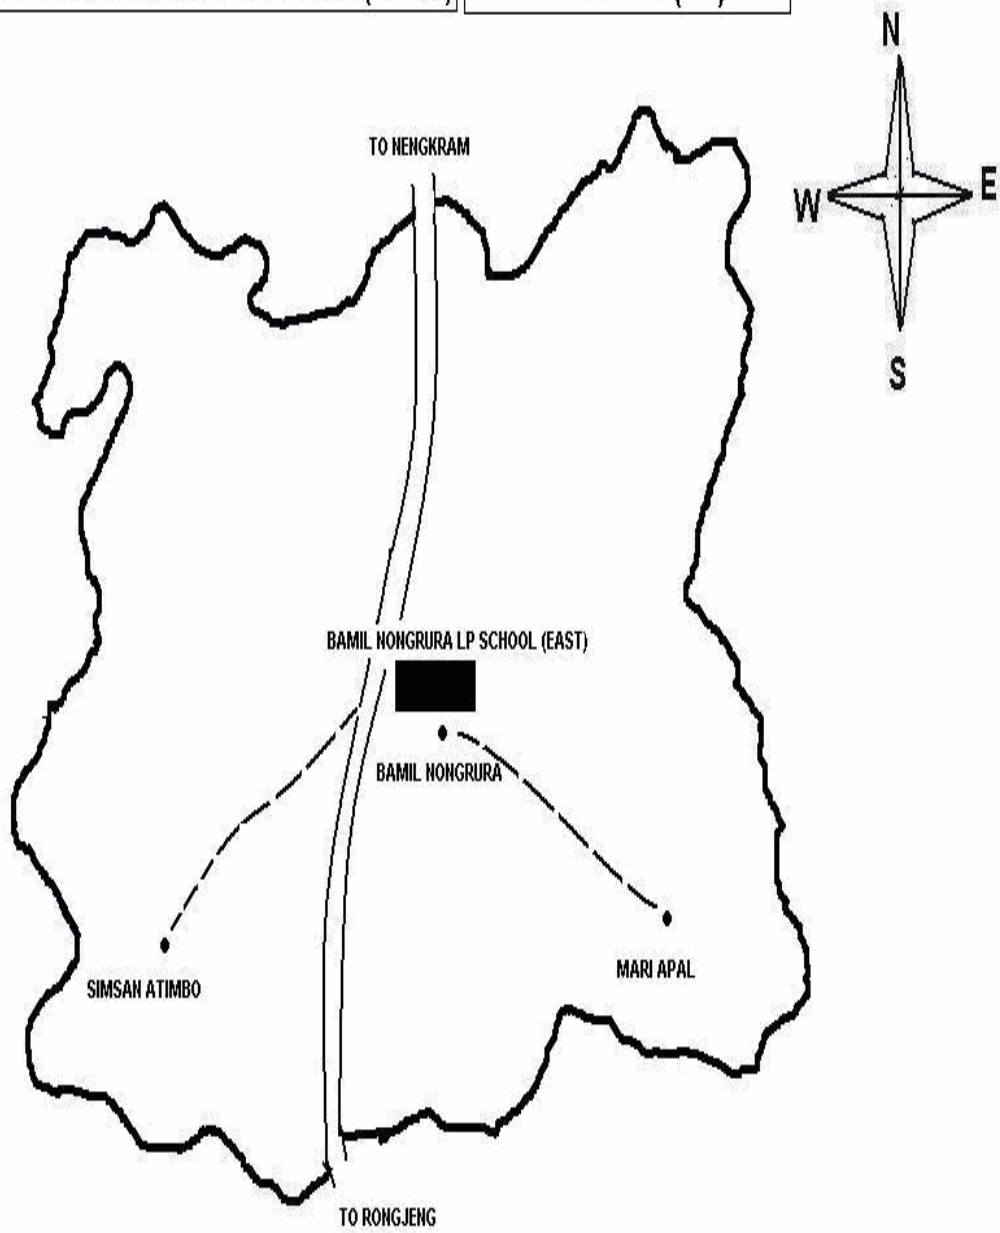 N
TO NENGKRAM
W
E
S
BAMIL NONGRURA LP SCHOOL (EAST)
BAMIL NONGRURA
MARI APAL
SIMSAN ATIMBO
TO RONGJENG